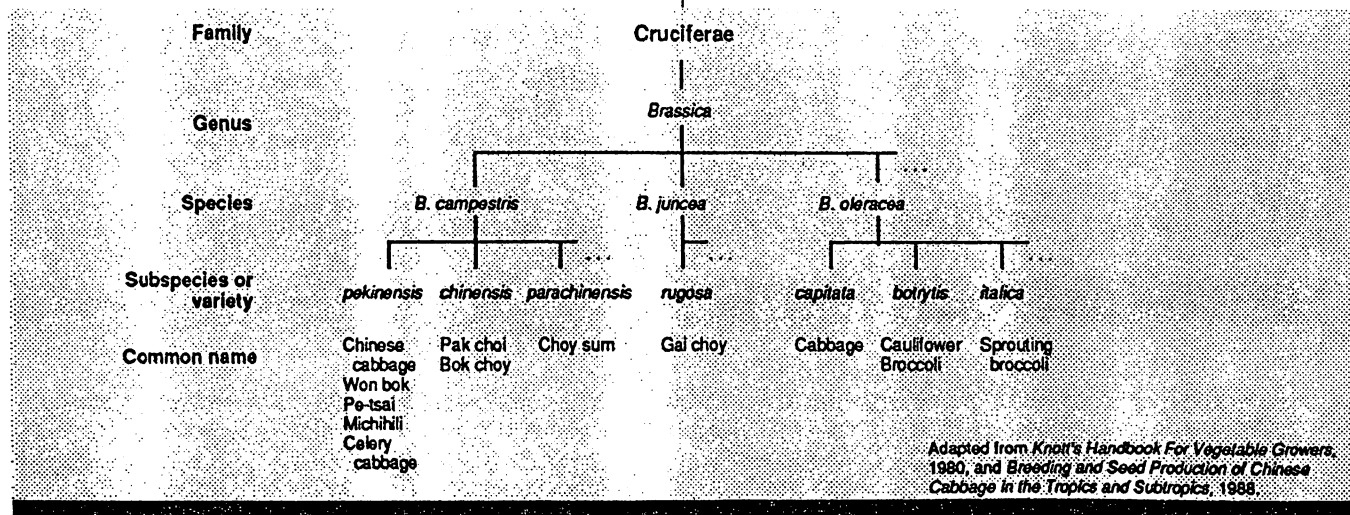 Family Cruciferae
Genus Brassica
...
Species B. campestris B. juncea B. oleracea
... ... ...
Subspecies or
variety pekinensis chinensis parachinensis rugosa capitata botrytis italica
Common name Chinese Pak choi Choy sum Gai choy Cabbage Cauliflower Sprouting
cabbage Bok choy Broccoli broccoli
Won bok
Pe-tsai
Michihili
Celery
cabbage
Adapted from Knott's Handbook For Vegetable Growers,
1980, and Breeding and Seed Production of Chinese
Cabbage in the Tropics and Subtropics, 1988.